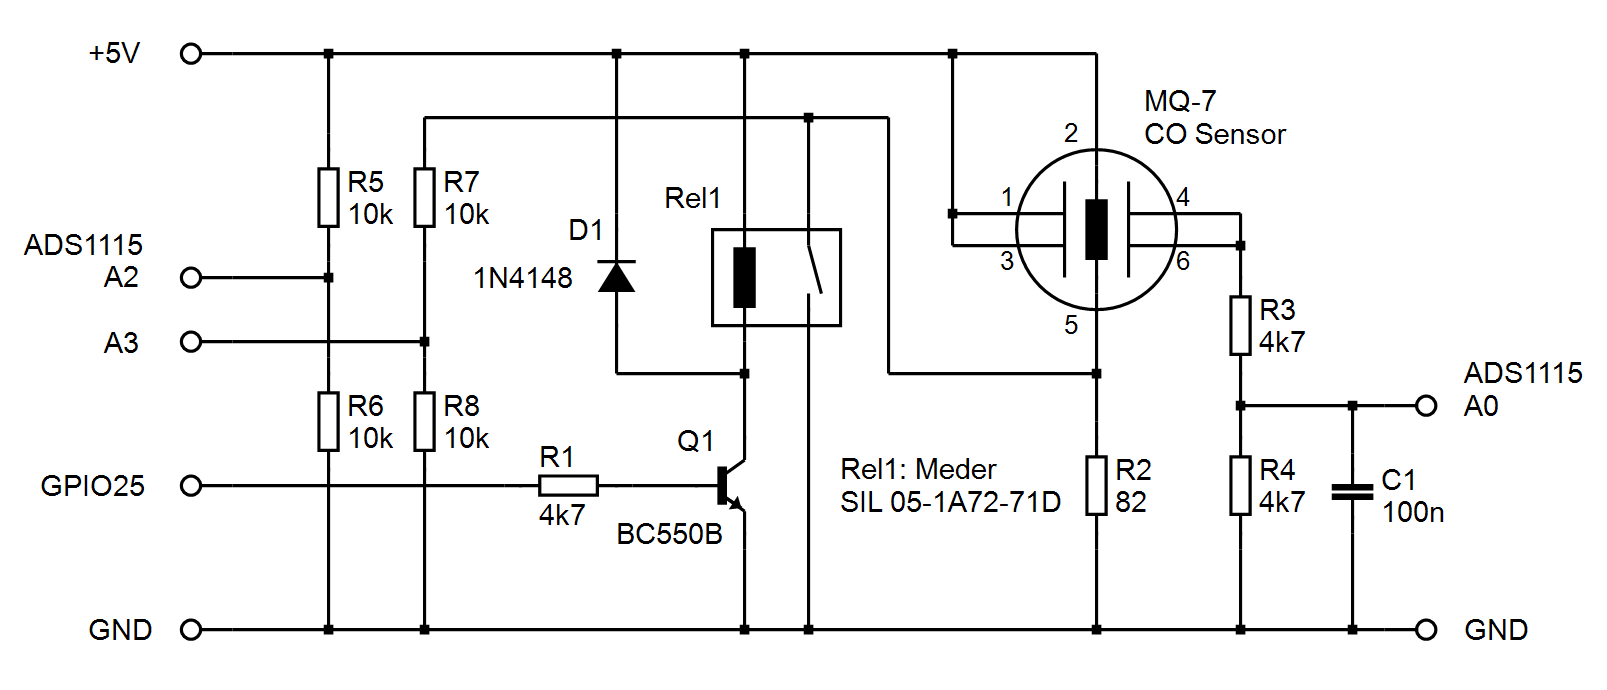 +5V
MQ-7
CO Sensor
2
R5
10k
R7
10k
Rel1
1
4
D1
ADS1115
A2
1N4148
3
6
A3
5
R3
4k7
ADS1115
A0
R6
10k
R8
10k
Q1
GPIO25
R1
4k7
BC550B
Rel1: Meder
SIL 05-1A72-71D
R2
82
R4
4k7
C1
100n
GND
GND